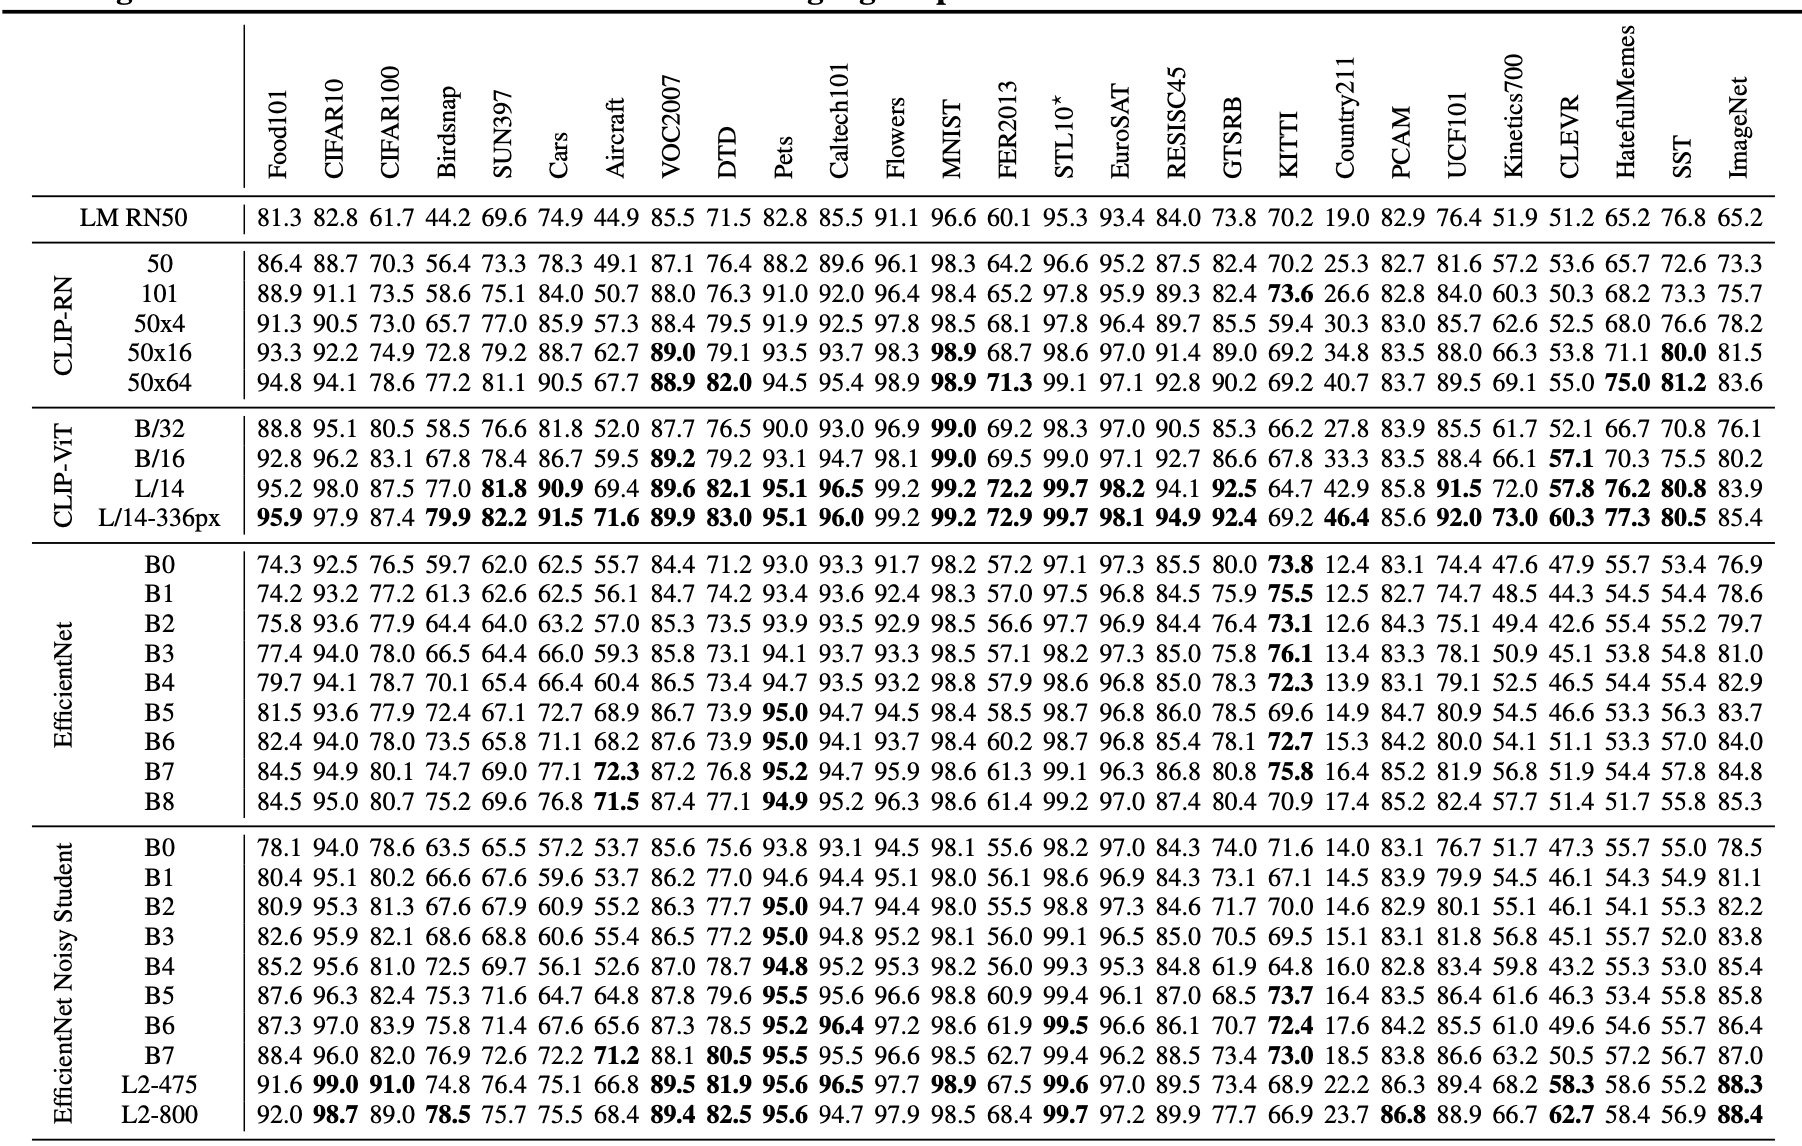 Food101 CIFAR10 CIFAR100 Birdsnap SUN397 Cars Aircraft VOC2007 DTD Pets Caltech101 Flowers MNIST FER2013 STL10* EuroSAT RESISC45 GTSRB KITTI Country211 PCAM UCF101 Kinetics700 CLEVR HatefulMemes SST ImageNet
LM RN50 81.3 82.8 61.7 44.2 69.6 74.9 44.9 85.5 71.5 82.8 85.5 91.1 96.6 60.1 95.3 93.4 84.0 73.8 70.2 19.0 82.9 76.4 51.9 51.2 65.2 76.8 65.2
CLIP-RN
50 86.4 88.7 70.3 56.4 73.3 78.3 49.1 87.1 76.4 88.2 89.6 96.1 98.3 64.2 96.6 95.2 87.5 82.4 70.2 25.3 82.7 81.6 57.2 53.6 65.7 72.6 73.3
101 88.9 91.1 73.5 58.6 75.1 84.0 50.7 88.0 76.3 91.0 92.0 96.4 98.4 65.2 97.8 95.9 89.3 82.4 73.6 26.6 82.8 84.0 60.3 50.3 68.2 73.3 75.7
50x4 91.3 90.5 73.0 65.7 77.0 85.9 57.3 88.4 79.5 91.9 92.5 97.8 98.5 68.1 97.8 96.4 89.7 85.5 59.4 30.3 83.0 85.7 62.6 52.5 68.0 76.6 78.2
50x16 93.3 92.2 74.9 72.8 79.2 88.7 62.7 89.0 79.1 93.5 93.7 98.3 98.9 68.7 98.6 97.0 91.4 89.0 69.2 34.8 83.5 88.0 66.3 53.8 71.1 80.0 81.5
50x64 94.8 94.1 78.6 77.2 81.1 90.5 67.7 88.9 82.0 94.5 95.4 98.9 98.9 71.3 99.1 97.1 92.8 90.2 69.2 40.7 83.7 89.5 69.1 55.0 75.0 81.2 83.6
CLIP-ViT
B/32 88.8 95.1 80.5 58.5 76.6 81.8 52.0 87.7 76.5 90.0 93.0 96.9 99.0 69.2 98.3 97.0 90.5 85.3 66.2 27.8 83.9 85.5 61.7 52.1 66.7 70.8 76.1
B/16 92.8 96.2 83.1 67.8 78.4 86.7 59.5 89.2 79.2 93.1 94.7 98.1 99.0 69.5 99.0 97.1 92.7 86.6 67.8 33.3 83.5 88.4 66.1 57.1 70.3 75.5 80.2
L/14 95.2 98.0 87.5 77.0 81.8 90.9 69.4 89.6 82.1 95.1 96.5 99.2 99.2 72.2 99.7 98.2 94.1 92.5 64.7 42.9 85.8 91.5 72.0 57.8 76.2 80.8 83.9
L/14-336px 95.9 97.9 87.4 79.9 82.2 91.5 71.6 89.9 83.0 95.1 96.0 99.2 99.2 72.9 99.7 98.1 94.9 92.4 69.2 46.4 85.6 92.0 73.0 60.3 77.3 80.5 85.4
EfficientNet
B0 74.3 92.5 76.5 59.7 62.0 62.5 55.7 84.4 71.2 93.0 93.3 91.7 98.2 57.2 97.1 97.3 85.5 80.0 73.8 12.4 83.1 74.4 47.6 47.9 55.7 53.4 76.9
B1 74.2 93.2 77.2 61.3 62.6 62.5 56.1 84.7 74.2 93.4 93.6 92.4 98.3 57.0 97.5 96.8 84.5 75.9 75.5 12.5 82.7 74.7 48.5 44.3 54.5 54.4 78.6
B2 75.8 93.6 77.9 64.4 64.0 63.2 57.0 85.3 73.5 93.9 93.5 92.9 98.5 56.6 97.7 96.9 84.4 76.4 73.1 12.6 84.3 75.1 49.4 42.6 55.4 55.2 79.7
B3 77.4 94.0 78.0 66.5 64.4 66.0 59.3 85.8 73.1 94.1 93.7 93.3 98.5 57.1 98.2 97.3 85.0 75.8 76.1 13.4 83.3 78.1 50.9 45.1 53.8 54.8 81.0
B4 79.7 94.1 78.7 70.1 65.4 66.4 60.4 86.5 73.4 94.7 93.5 93.2 98.8 57.9 98.6 96.8 85.0 78.3 72.3 13.9 83.1 79.1 52.5 46.5 54.4 55.4 82.9
B5 81.5 93.6 77.9 72.4 67.1 72.7 68.9 86.7 73.9 95.0 94.7 94.5 98.4 58.5 98.7 96.8 86.0 78.5 69.6 14.9 84.7 80.9 54.5 46.6 53.3 56.3 83.7
B6 82.4 94.0 78.0 73.5 65.8 71.1 68.2 87.6 73.9 95.0 94.1 93.7 98.4 60.2 98.7 96.8 85.4 78.1 72.7 15.3 84.2 80.0 54.1 51.1 53.3 57.0 84.0
B7 84.5 94.9 80.1 74.7 69.0 77.1 72.3 87.2 76.8 95.2 94.7 95.9 98.6 61.3 99.1 96.3 86.8 80.8 75.8 16.4 85.2 81.9 56.8 51.9 54.4 57.8 84.8
B8 84.5 95.0 80.7 75.2 69.6 76.8 71.5 87.4 77.1 94.9 95.2 96.3 98.6 61.4 99.2 97.0 87.4 80.4 70.9 17.4 85.2 82.4 57.7 51.4 51.7 55.8 85.3
EfficientNet Noisy Student
B0 78.1 94.0 78.6 63.5 65.5 57.2 53.7 85.6 75.6 93.8 93.1 94.5 98.1 55.6 98.2 97.0 84.3 74.0 71.6 14.0 83.1 76.7 51.7 47.3 55.7 55.0 78.5
B1 80.4 95.1 80.2 66.6 67.6 59.6 53.7 86.2 77.0 94.6 94.4 95.1 98.0 56.1 98.6 96.9 84.3 73.1 67.1 14.5 83.9 79.9 54.5 46.1 54.3 54.9 81.1
B2 80.9 95.3 81.3 67.6 67.9 60.9 55.2 86.3 77.7 95.0 94.7 94.4 98.0 55.5 98.8 97.3 84.6 71.7 70.0 14.6 82.9 80.1 55.1 46.1 54.1 55.3 82.2
B3 82.6 95.9 82.1 68.6 68.8 60.6 55.4 86.5 77.2 95.0 94.8 95.2 98.1 56.0 99.1 96.5 85.0 70.5 69.5 15.1 83.1 81.8 56.8 45.1 55.7 52.0 83.8
B4 85.2 95.6 81.0 72.5 69.7 56.1 52.6 87.0 78.7 94.8 95.2 95.3 98.2 56.0 99.3 95.3 84.8 61.9 64.8 16.0 82.8 83.4 59.8 43.2 55.3 53.0 85.4
B5 87.6 96.3 82.4 75.3 71.6 64.7 64.8 87.8 79.6 95.5 95.6 96.6 98.8 60.9 99.4 96.1 87.0 68.5 73.7 16.4 83.5 86.4 61.6 46.3 53.4 55.8 85.8
B6 87.3 97.0 83.9 75.8 71.4 67.6 65.6 87.3 78.5 95.2 96.4 97.2 98.6 61.9 99.5 96.6 86.1 70.7 72.4 17.6 84.2 85.5 61.0 49.6 54.6 55.7 86.4
B7 88.4 96.0 82.0 76.9 72.6 72.2 71.2 88.1 80.5 95.5 95.5 96.6 98.5 62.7 99.4 96.2 88.5 73.4 73.0 18.5 83.8 86.6 63.2 50.5 57.2 56.7 87.0
L2-475 91.6 99.0 91.0 74.8 76.4 75.1 66.8 89.5 81.9 95.6 96.5 97.7 98.9 67.5 99.6 97.0 89.5 73.4 68.9 22.2 86.3 89.4 68.2 58.3 58.6 55.2 88.3
L2-800 92.0 98.7 89.0 78.5 75.7 75.5 68.4 89.4 82.5 95.6 94.7 97.9 98.5 68.4 99.7 97.2 89.9 77.7 66.9 23.7 86.8 88.9 66.7 62.7 58.4 56.9 88.4